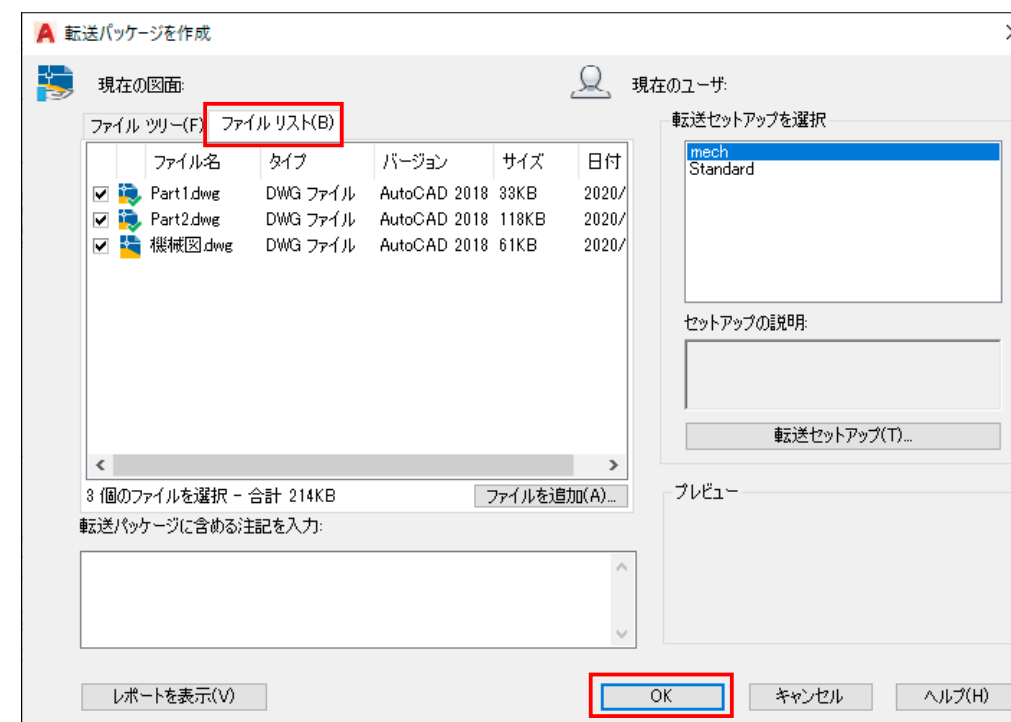 転送パッケージを作成
現在の図面:
現在のユーザ:
ファイル ツリー(F)
ファイル リスト(B)
ファイル名 タイプ バージョン サイズ 日付
Part1.dwg DWG ファイル AutoCAD 2018 33KB 2020/
Part2.dwg DWG ファイル AutoCAD 2018 118KB 2020/
機械図.dwg DWG ファイル AutoCAD 2018 61KB 2020/
3 個のファイルを選択 - 合計 214KB
ファイルを追加(A)...
転送パッケージに含める注記を入力:
転送セットアップを選択
mech
Standard
セットアップの説明:
転送セットアップ(T)...
プレビュー
レポートを表示(V)
OK
キャンセル
ヘルプ(H)